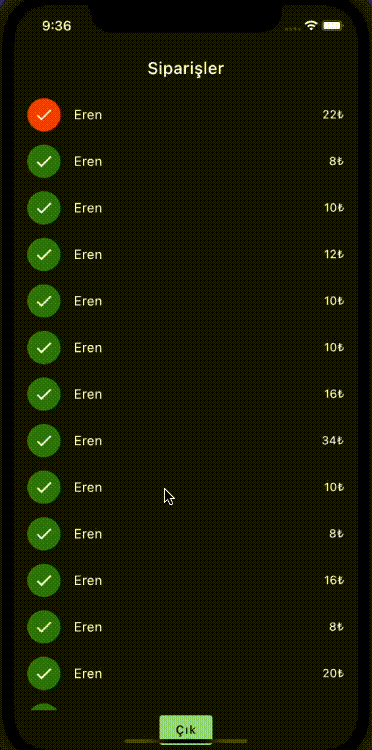 9:36
Siparişler
Eren 22₺
Eren 8₺
Eren 10₺
Eren 12₺
Eren 10₺
Eren 10₺
Eren 16₺
Eren 34₺
Eren 10₺
Eren 8₺
Eren 16₺
Eren 8₺
Eren 20₺
Çık